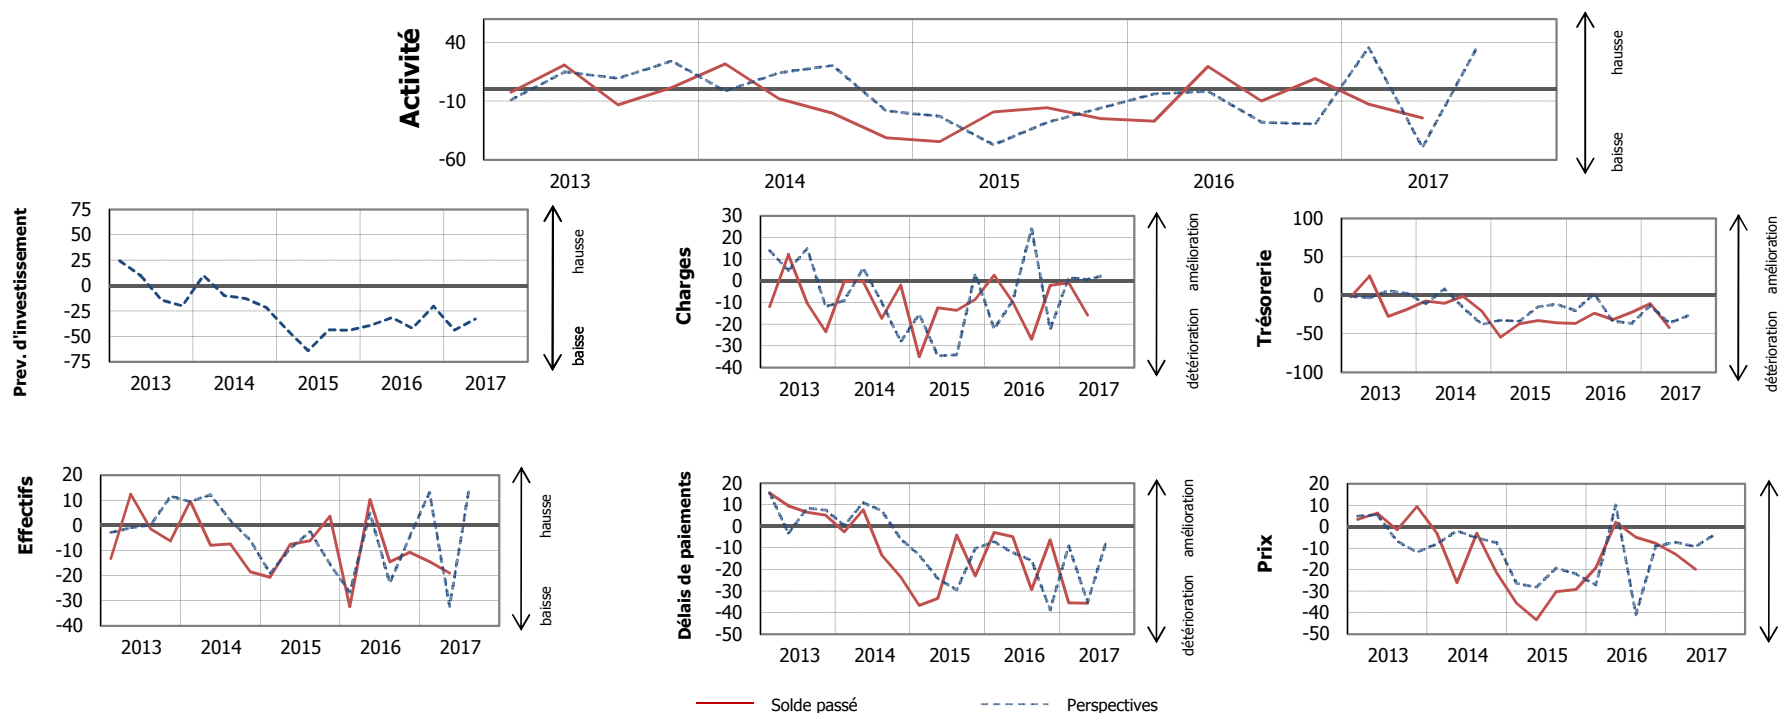 Activité
40
-10
-60
2013 2014 2015 2016 2017
hausse
baisse
Prev. d'investissement
75
50
25
0
-25
-50
-75
2013 2014 2015 2016 2017
hausse
baisse
Charges
30
20
10
0
-10
-20
-30
-40
2013 2014 2015 2016 2017
amélioration
détérioration
Trésorerie
100
50
0
-50
-100
2013 2014 2015 2016 2017
amélioration
détérioration
Effectifs
20
10
0
-10
-20
-30
-40
2013 2014 2015 2016 2017
hausse
baisse
Délais de paiements
20
10
0
-10
-20
-30
-40
-50
2013 2014 2015 2016 2017
amélioration
détérioration
Prix
20
10
0
-10
-20
-30
-40
-50
2013 2014 2015 2016 2017
Solde passé Perspectives